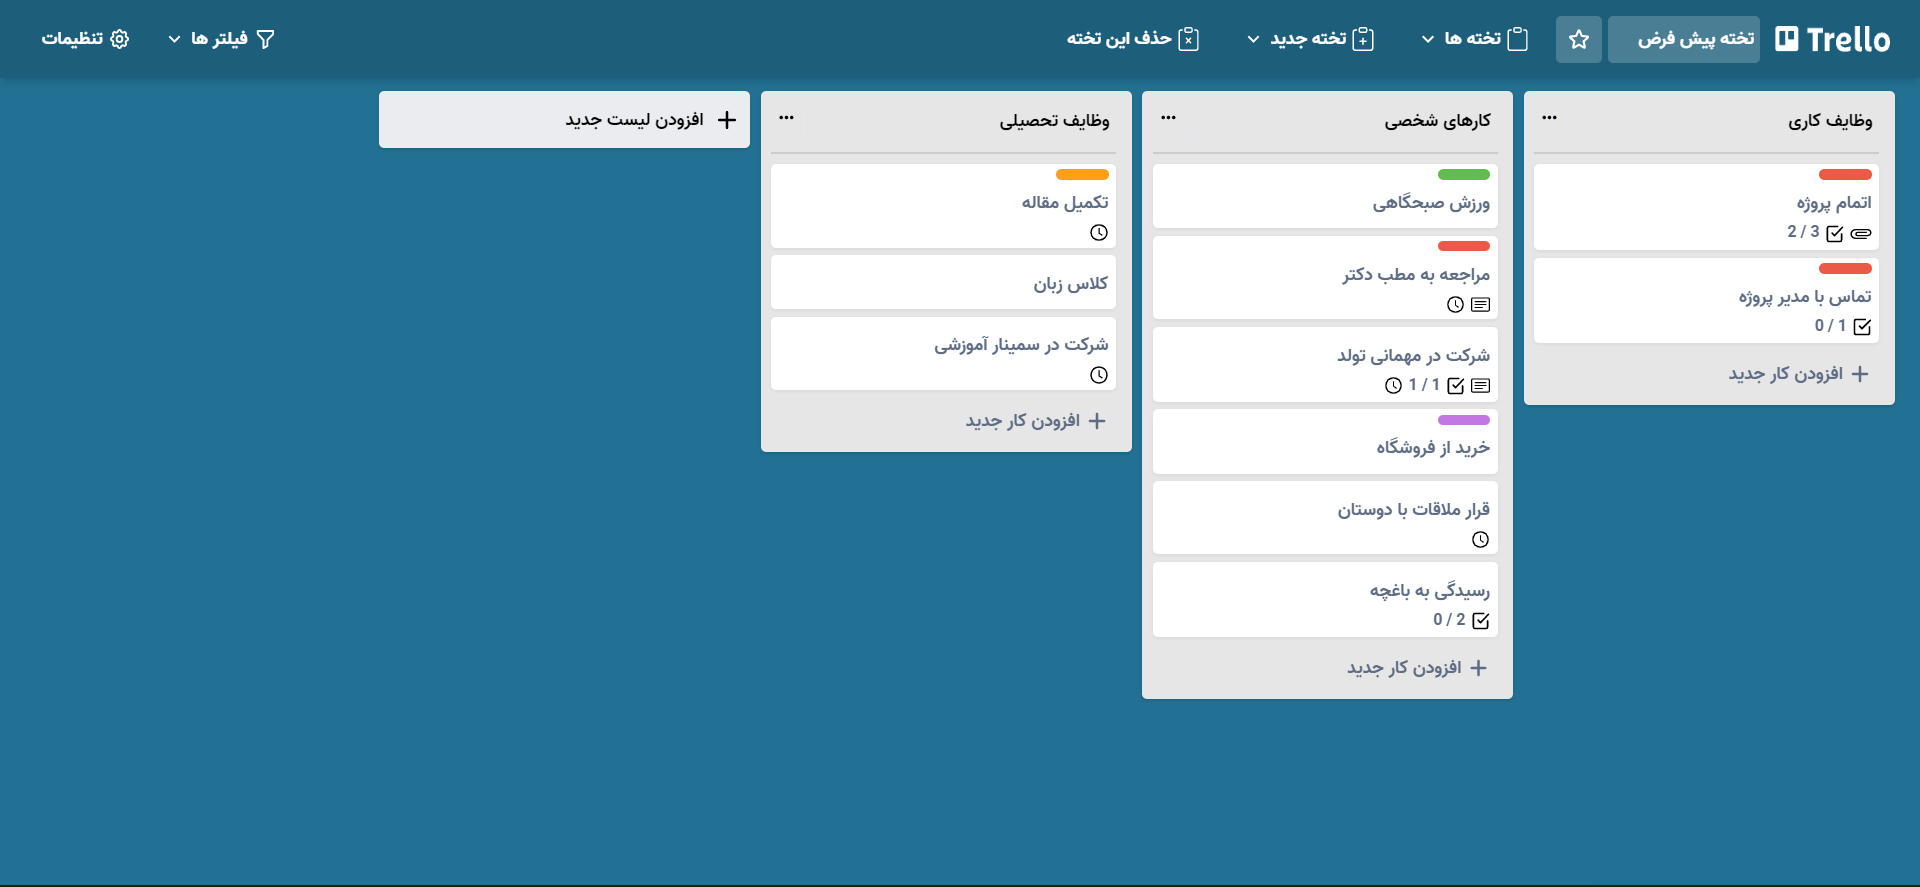 Trello
تخته پیش فرض
تخته ها
تخته جدید
حذف این تخته
فیلتر ها
تنظیمات
وظایف کاری
اتمام پروژه
2 / 3
تماس با مدیر پروژه
0 / 1
افزودن کار جدید
کارهای شخصی
ورزش صبحگاهی
مراجعه به مطب دکتر
شرکت در مهمانی تولد
1 / 1
خرید از فروشگاه
قرار ملاقات با دوستان
رسیدگی به باغچه
0 / 2
افزودن کار جدید
وظایف تحصیلی
تکمیل مقاله
کلاس زبان
شرکت در سمینار آموزشی
افزودن کار جدید
افزودن لیست جدید